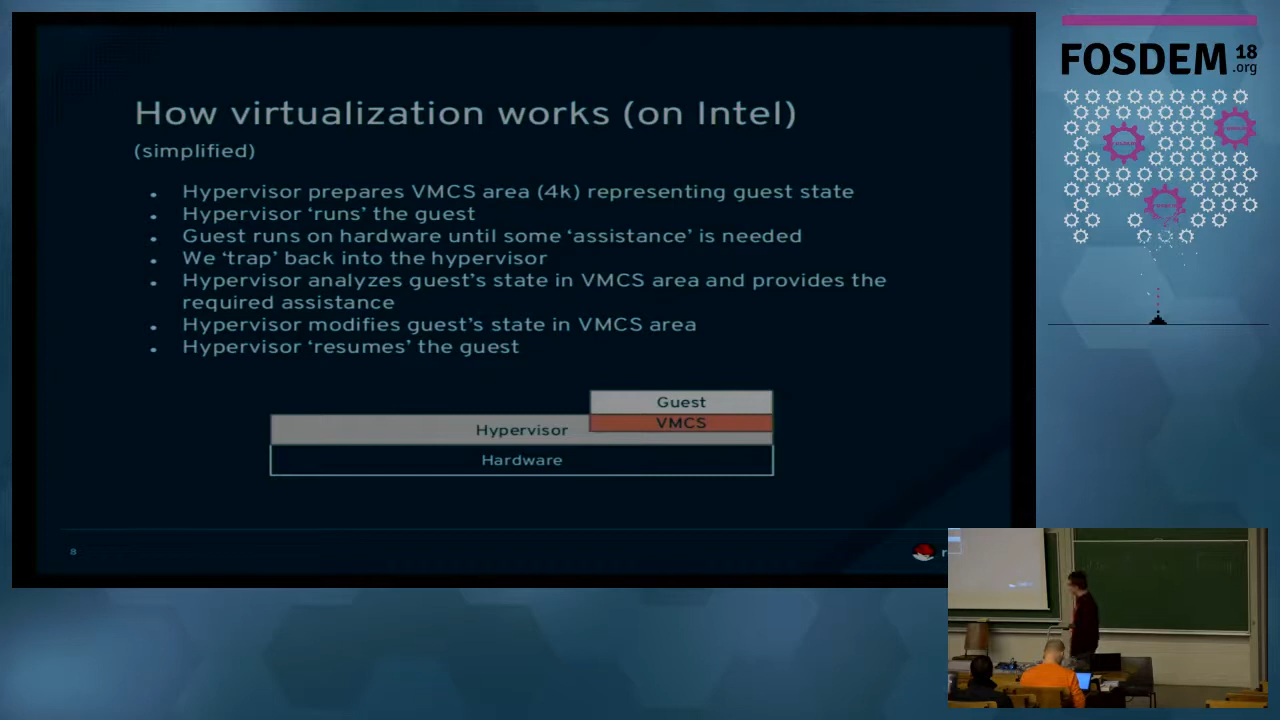 How virtualization works (on Intel)
(simplified)
• Hypervisor prepares VMCS area (4k) representing guest state
• Hypervisor ‘runs’ the guest
• Guest runs on hardware until some ‘assistance’ is needed
• We ‘trap’ back into the hypervisor
• Hypervisor analyzes guest’s state in VMCS area and provides the
required assistance
• Hypervisor modifies guest’s state in VMCS area
• Hypervisor ‘resumes’ the guest
Guest
VMCS
Hypervisor
Hardware
8
r
FOSDEM 18
.org